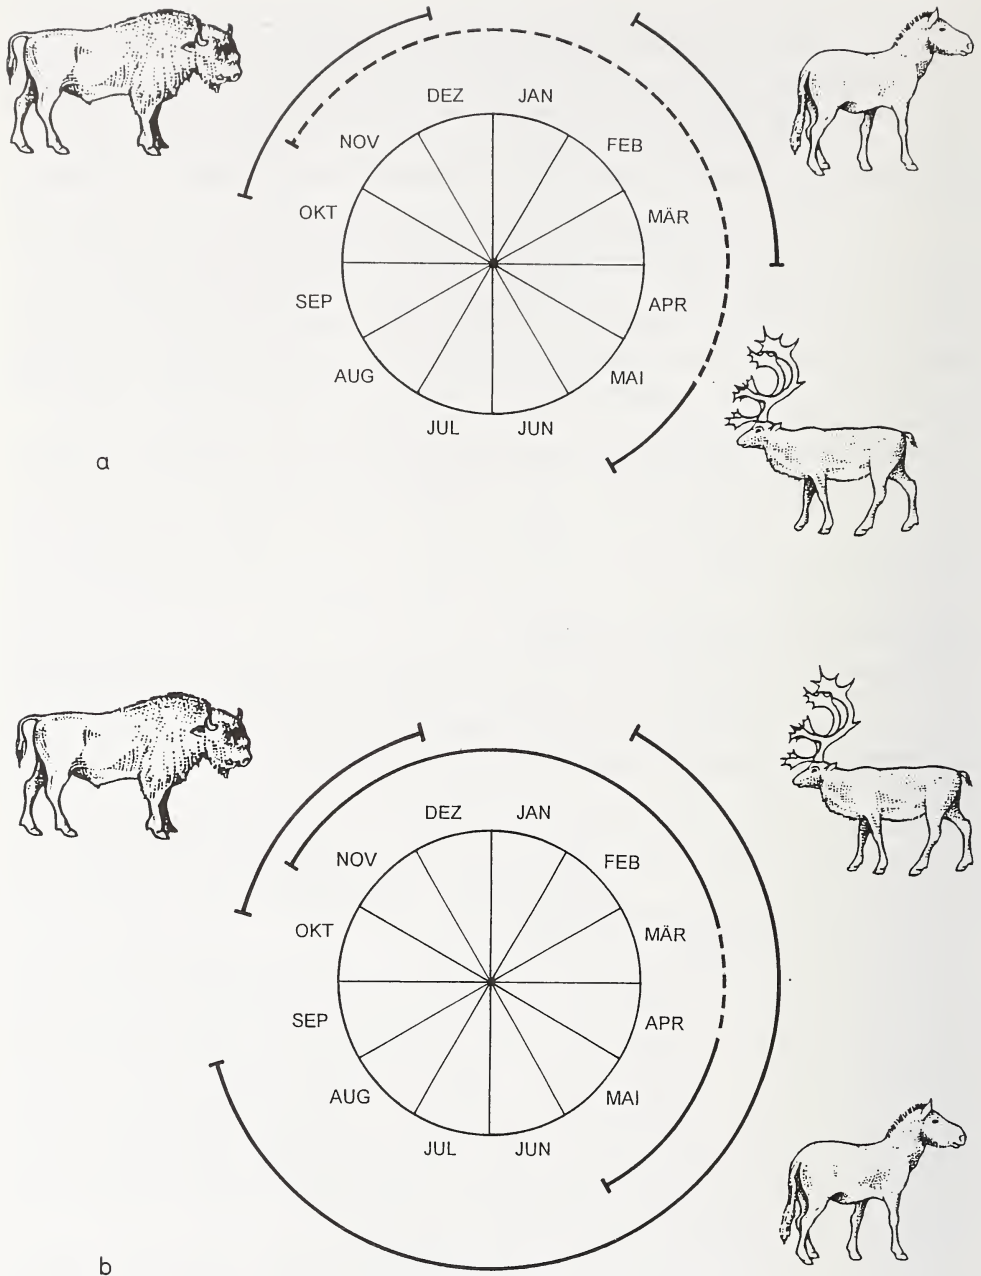 DEZ JAN
NOV FEB
OKT MÄR
SEP APR
AUG MAI
JUL JUN
a
DEZ JAN
NOV FEB
OKT MÄR
SEP APR
AUG MAI
JUL JUN
b